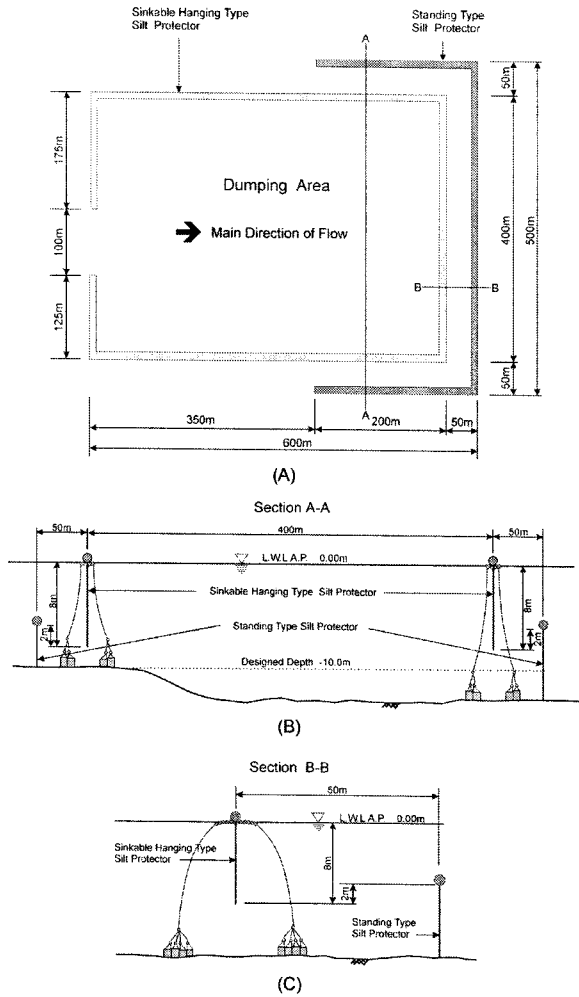 Sinkable Hanging Type
Silt Protector
A
Standing Type
Silt Protector
50m
175m
Dumping Area
Main Direction of Flow
100m
400m
500m
B
B
125m
50m
A
350m
200m
50m
600m
(A)
Section A-A
50m
400m
50m
L.W.L.A.P. 0.00m
8m
Sinkable Hanging Type Silt Protector
8m
2m
Standing Type Silt Protector
2m
Designed Depth -10.0m
(B)
Section B-B
50m
L.W.L.A.P. 0.00m
Sinkable Hanging Type
Silt Protector
8m
2m
Standing Type
Silt Protector
(C)